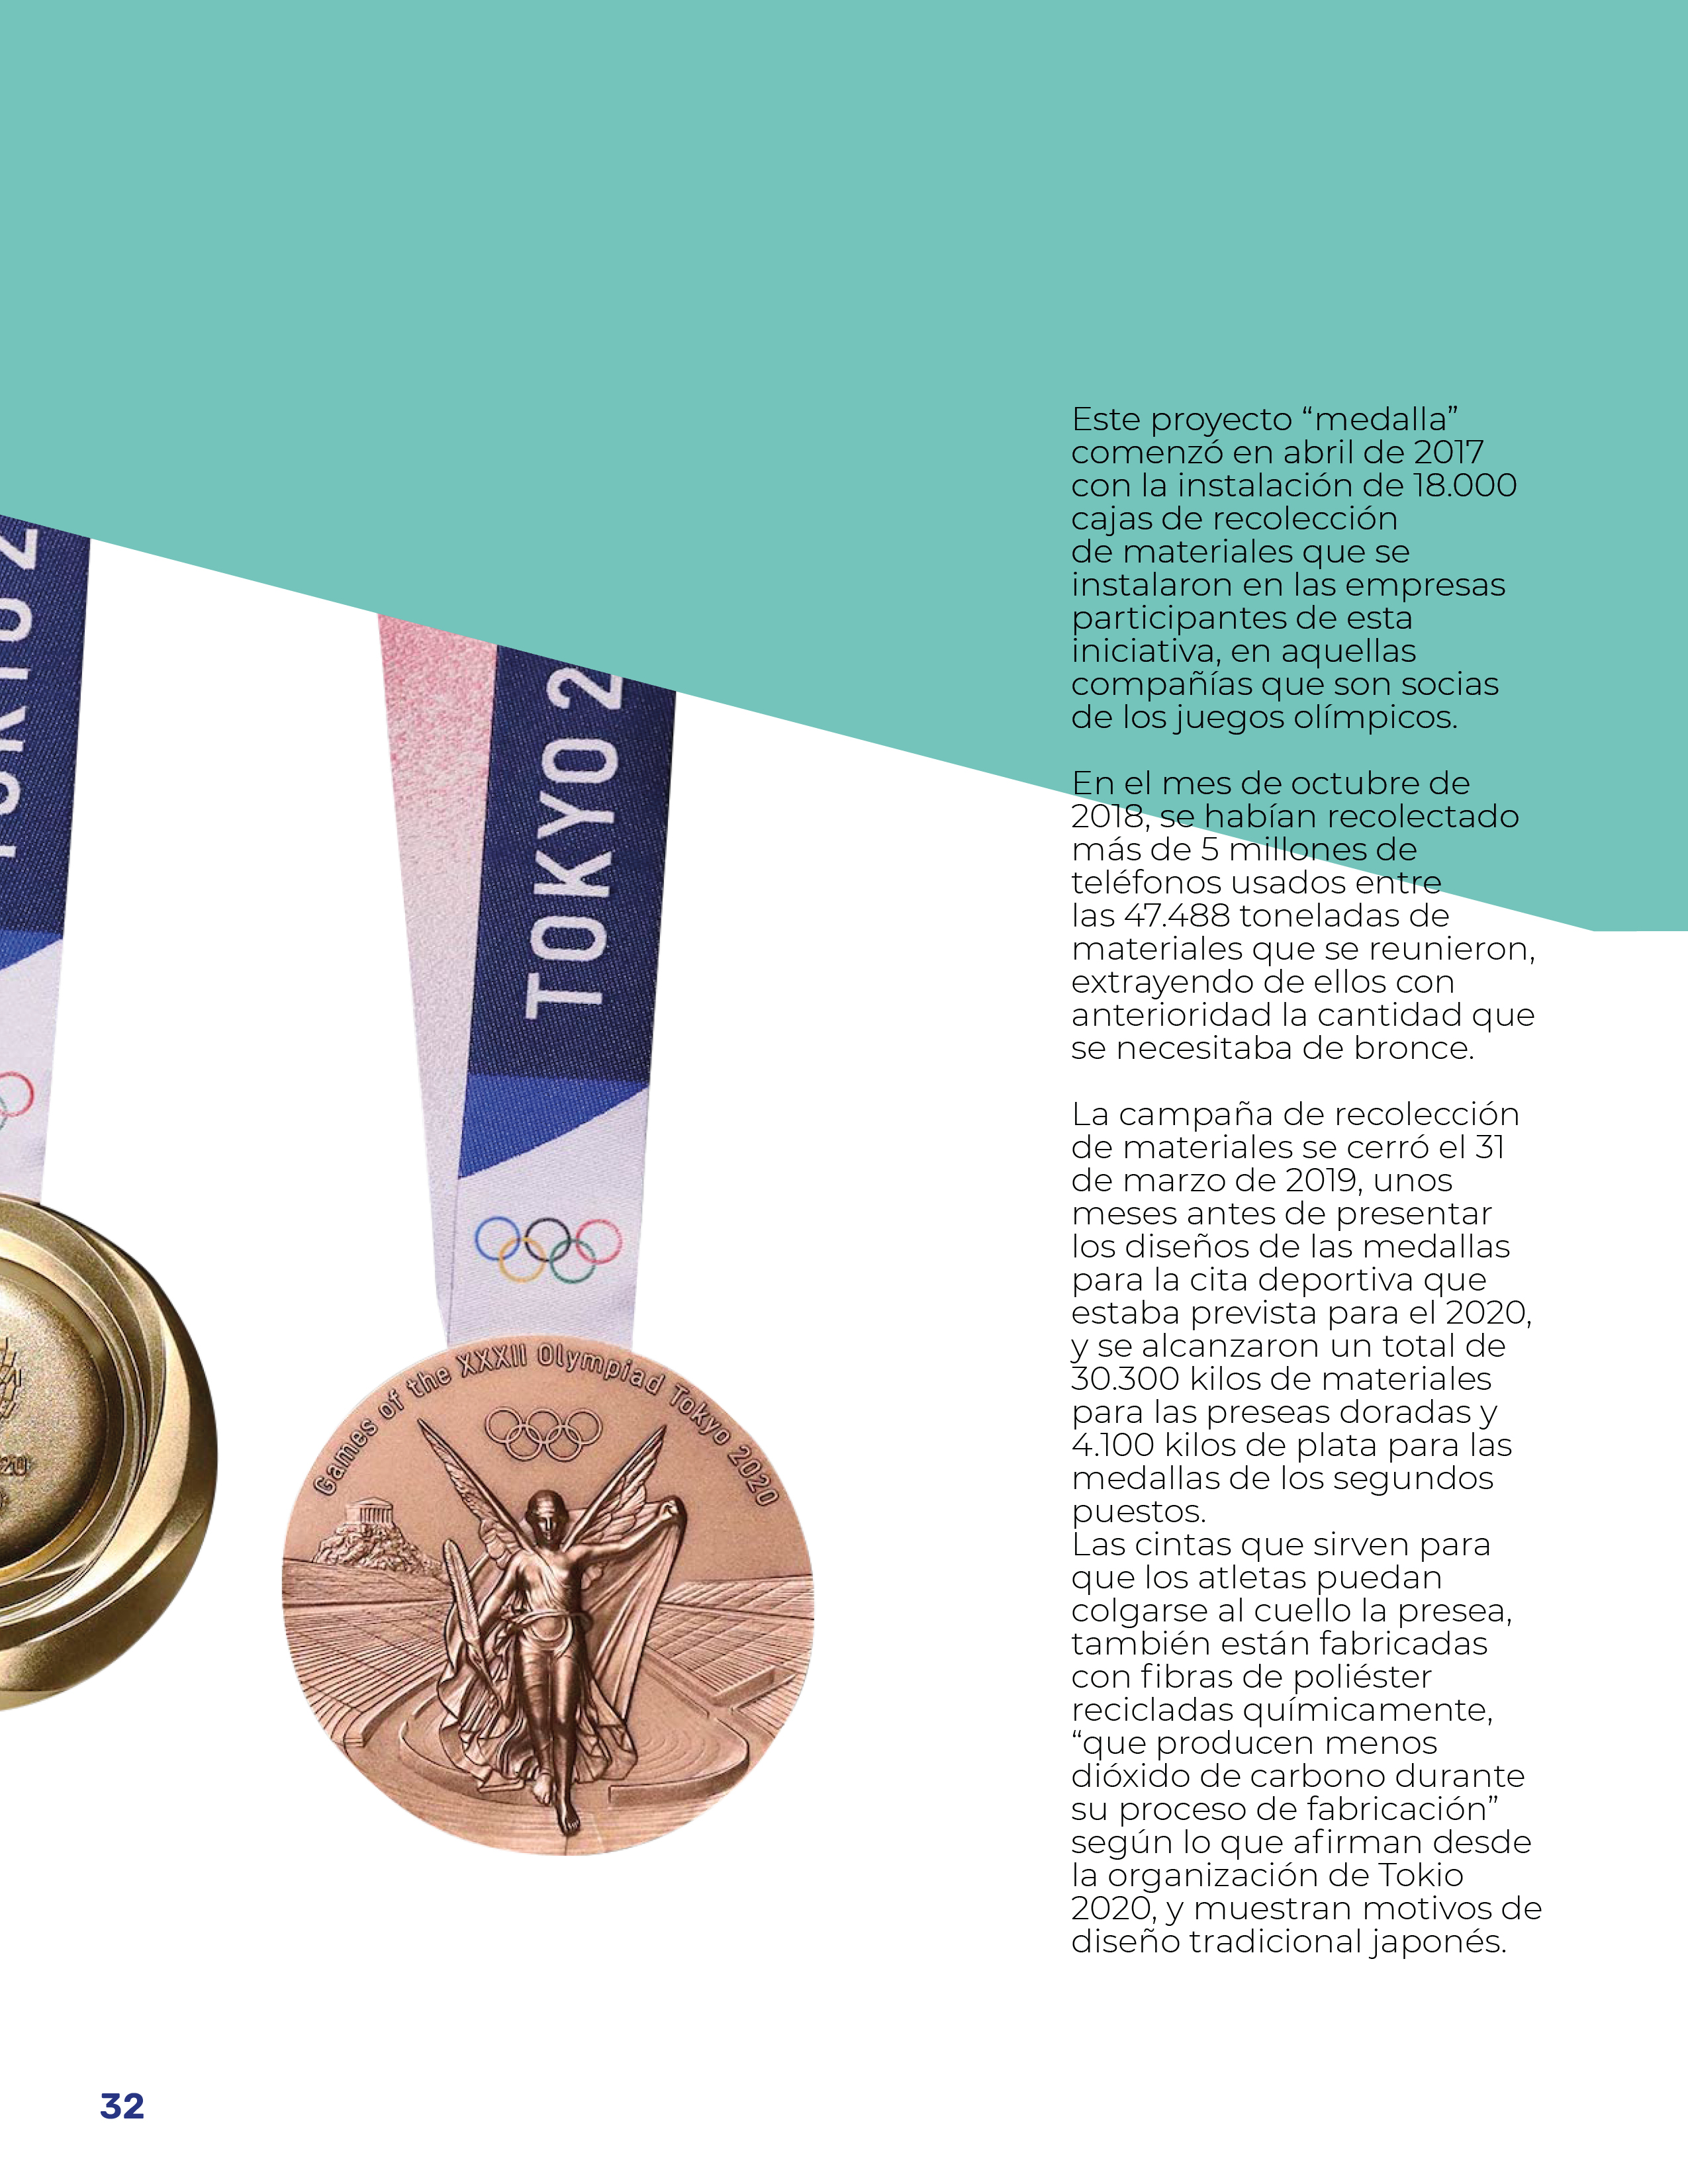 Este proyecto “medalla”
comenzó en abril de 2017
con la instalación de 18.000
cajas de recolección
de materiales que se
instalaron en las empresas
participantes de esta
iniciativa, en aquellas
compañías que son socias
de los juegos olímpicos.
En el mes de octubre de
2018, se habían recolectado
más de 5 millones de
teléfonos usados entre
las 47.488 toneladas de
materiales que se reunieron,
extrayendo de ellos con
anterioridad la cantidad que
se necesitaba de bronce.
La campaña de recolección
de materiales se cerró el 31
de marzo de 2019, unos
meses antes de presentar
los diseños de las medallas
para la cita deportiva que
estaba prevista para el 2020,
y se alcanzaron un total de
30.300 kilos de materiales
para las preseas doradas y
4.100 kilos de plata para las
medallas de los segundos
puestos.
Las cintas que sirven para
que los atletas puedan
colgarse al cuello la presea,
también están fabricadas
con fibras de poliéster
recicladas químicamente,
“que producen menos
dióxido de carbono durante
su proceso de fabricación”
según lo que afirman desde
la organización de Tokio
2020, y muestran motivos de
diseño tradicional japonés.
TOKYO 2
Games of the XXXII Olympiad Tokyo 2020
32